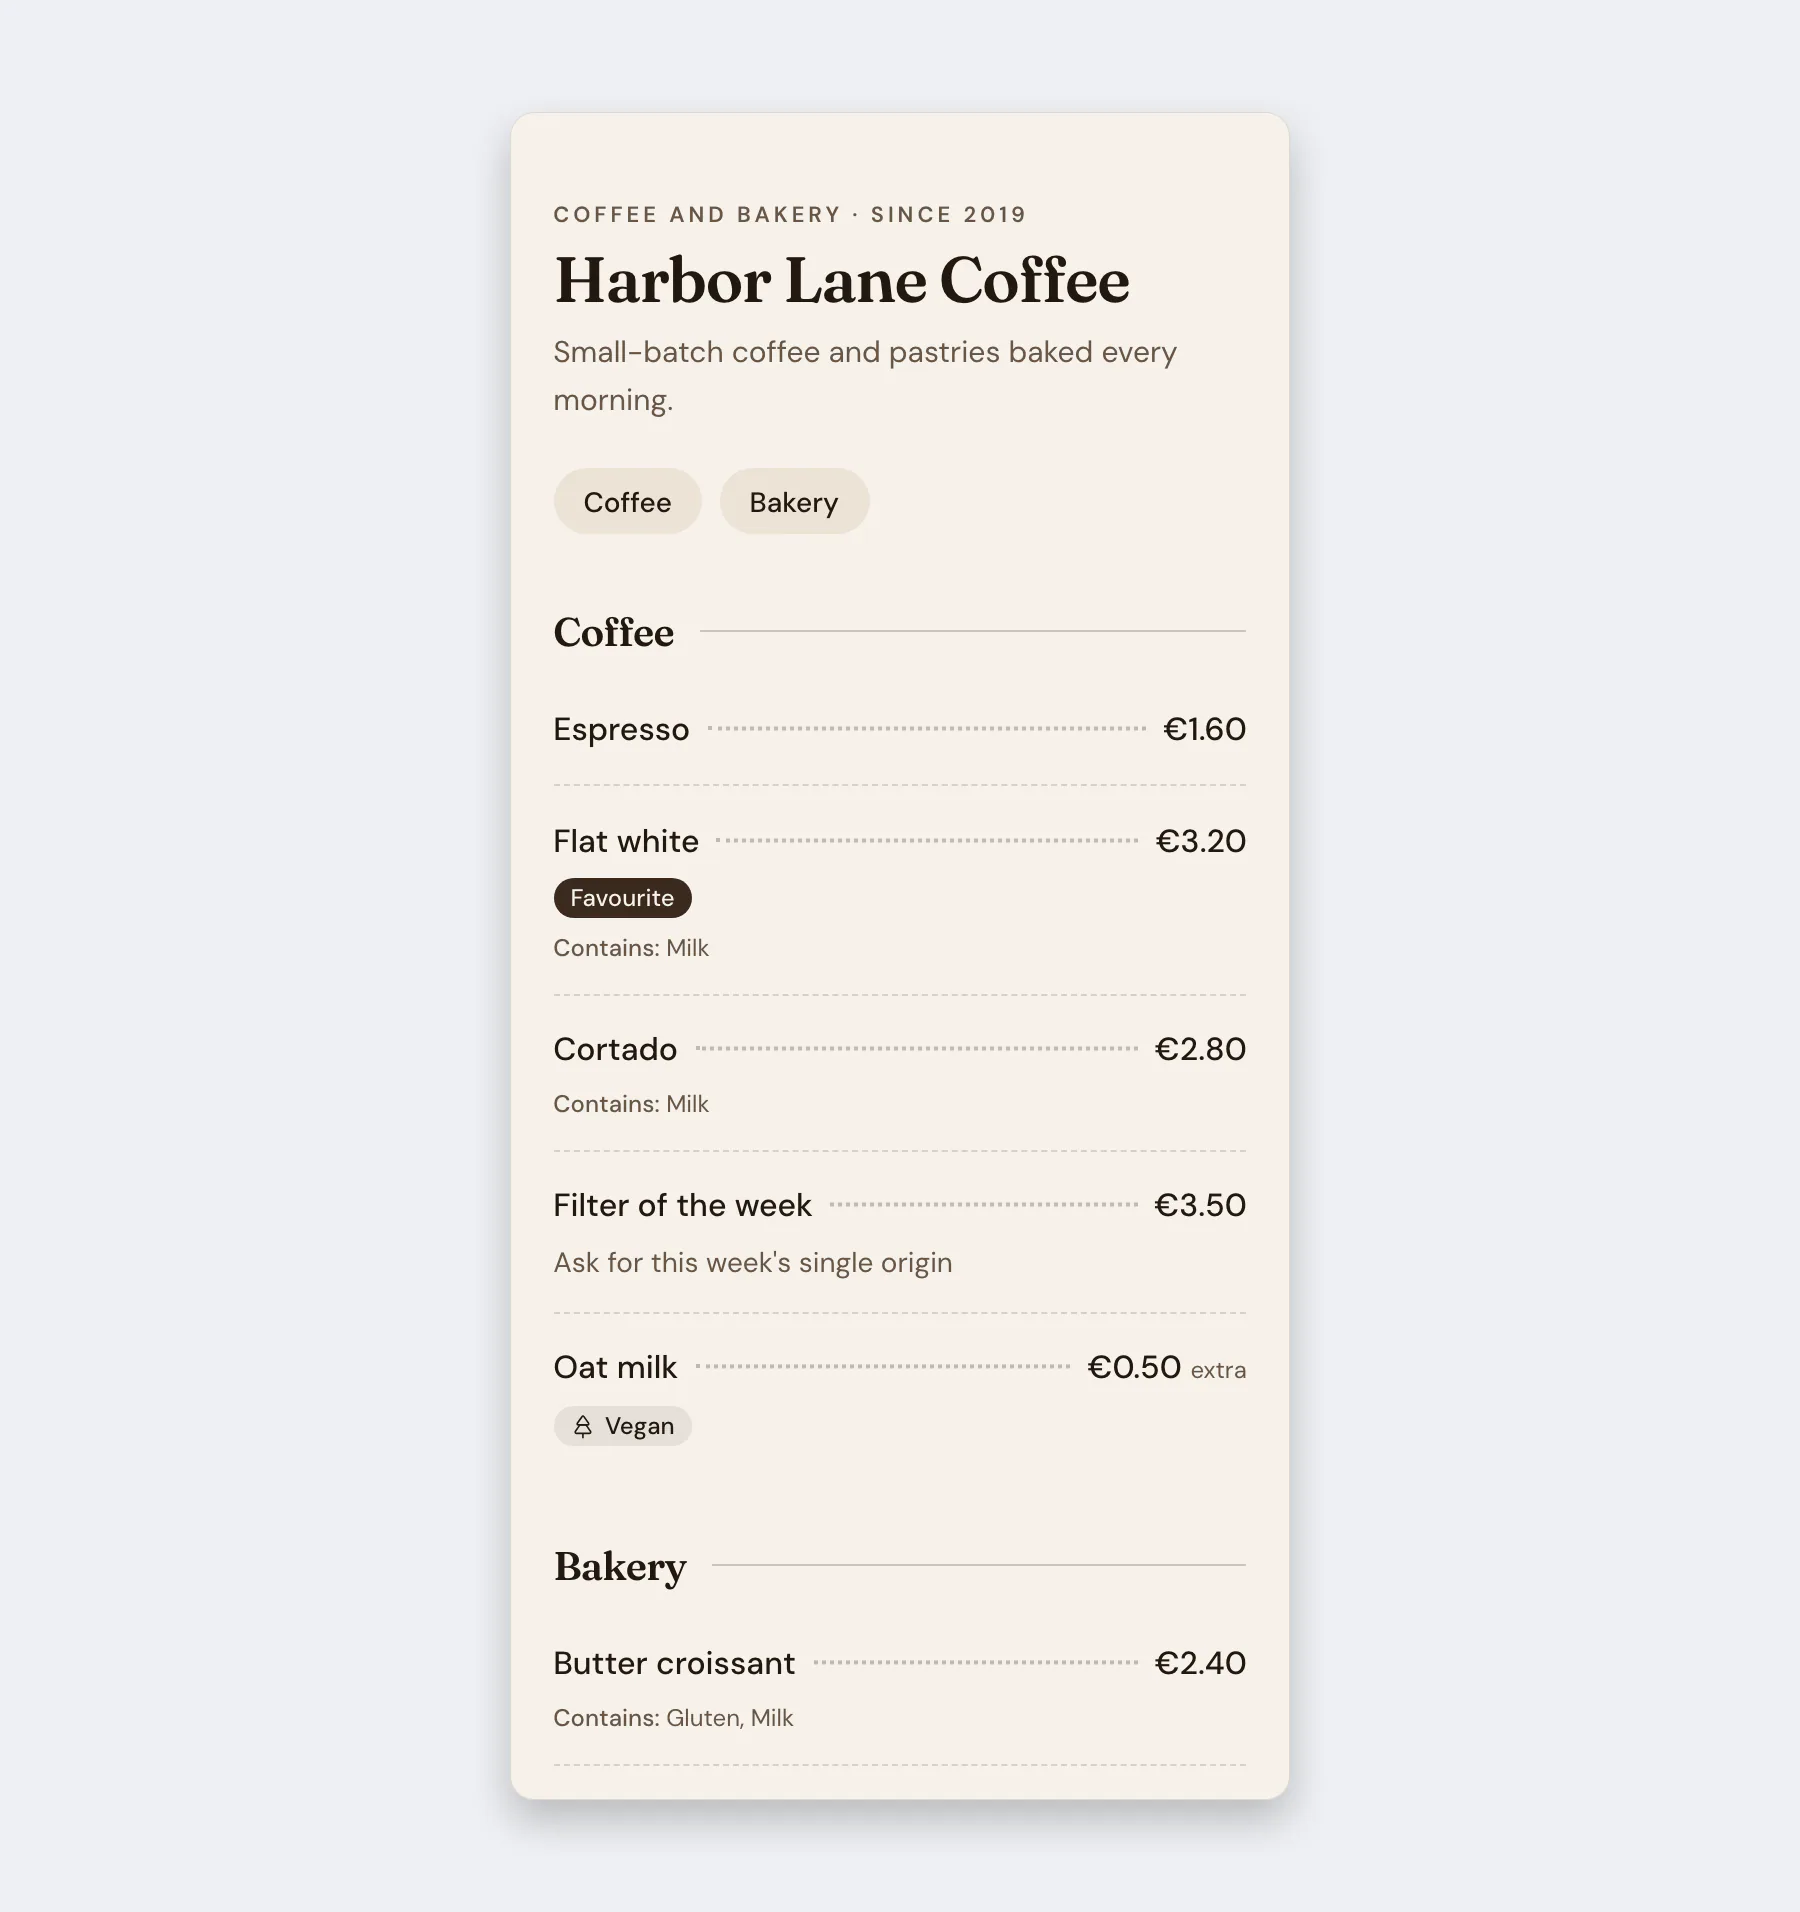 COFFEE AND BAKERY · SINCE 2019
Harbor Lane Coffee
Small-batch coffee and pastries baked every
morning.
Coffee Bakery
Coffee
Espresso €1.60
Flat white €3.20
Favourite
Contains: Milk
Cortado €2.80
Contains: Milk
Filter of the week €3.50
Ask for this week's single origin
Oat milk €0.50 extra
Vegan
Bakery
Butter croissant €2.40
Contains: Gluten, Milk